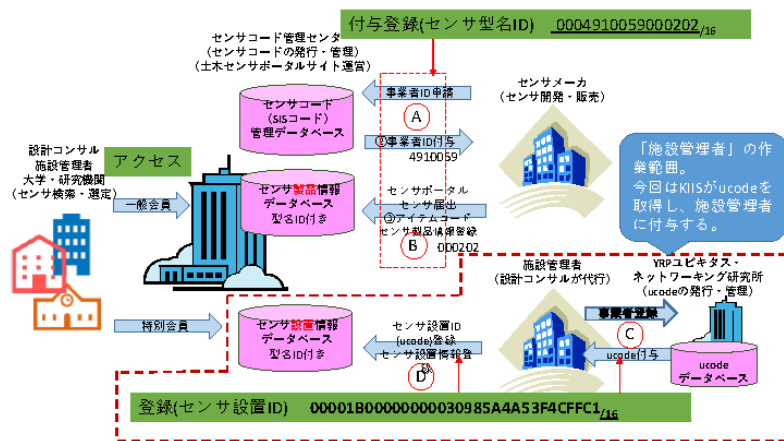 付与登録(センサ型名ID) 0004910059000202/16
センサコード管理センタ
(センサコードの発行・管理)
(土木センサポータルサイト運営)
センサメーカ
(センサ開発・販売)
事業者ID申請
A
②事業者ID付与
4910059
センサコード
(SISコード)
管理データベース
設計コンサル
施設管理者
大学・研究機関
(センサ検索・選定)
アクセス
一般会員
センサ製品情報
データベース
型名ID付き
センサポータル
センサ届出
③アイテムコード
センサ製品情報登録
B
000202
「施設管理者」の作
業範囲。
今回はKIISがucodeを
取得し、施設管理者
に付与する。
施設管理者
(設計コンサルが代行)
YRPユビキタス・
ネットワーキング研究所
(ucodeの発行・管理)
特別会員
センサ設置情報
データベース
型名ID付き
センサ設置ID
(ucode)登録
センサ設置情報登
録
D
事業者登録
C
ucode付与
ucode
データベース
登録(センサ設置ID) 00001B00000000030985A4A53F4CFFC1/16